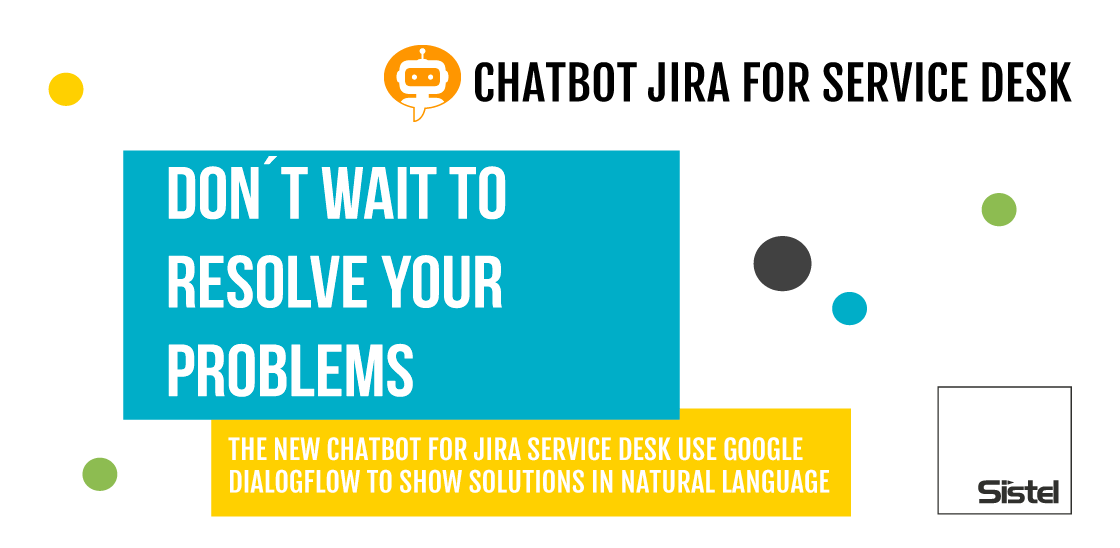 CHATBOT JIRA FOR SERVICE DESK
DON´T WAIT TO
RESOLVE YOUR
PROBLEMS
THE NEW CHATBOT FOR JIRA SERVICE DESK USE GOOGLE
DIALOGFLOW TO SHOW SOLUTIONS IN NATURAL LANGUAGE
Sistel